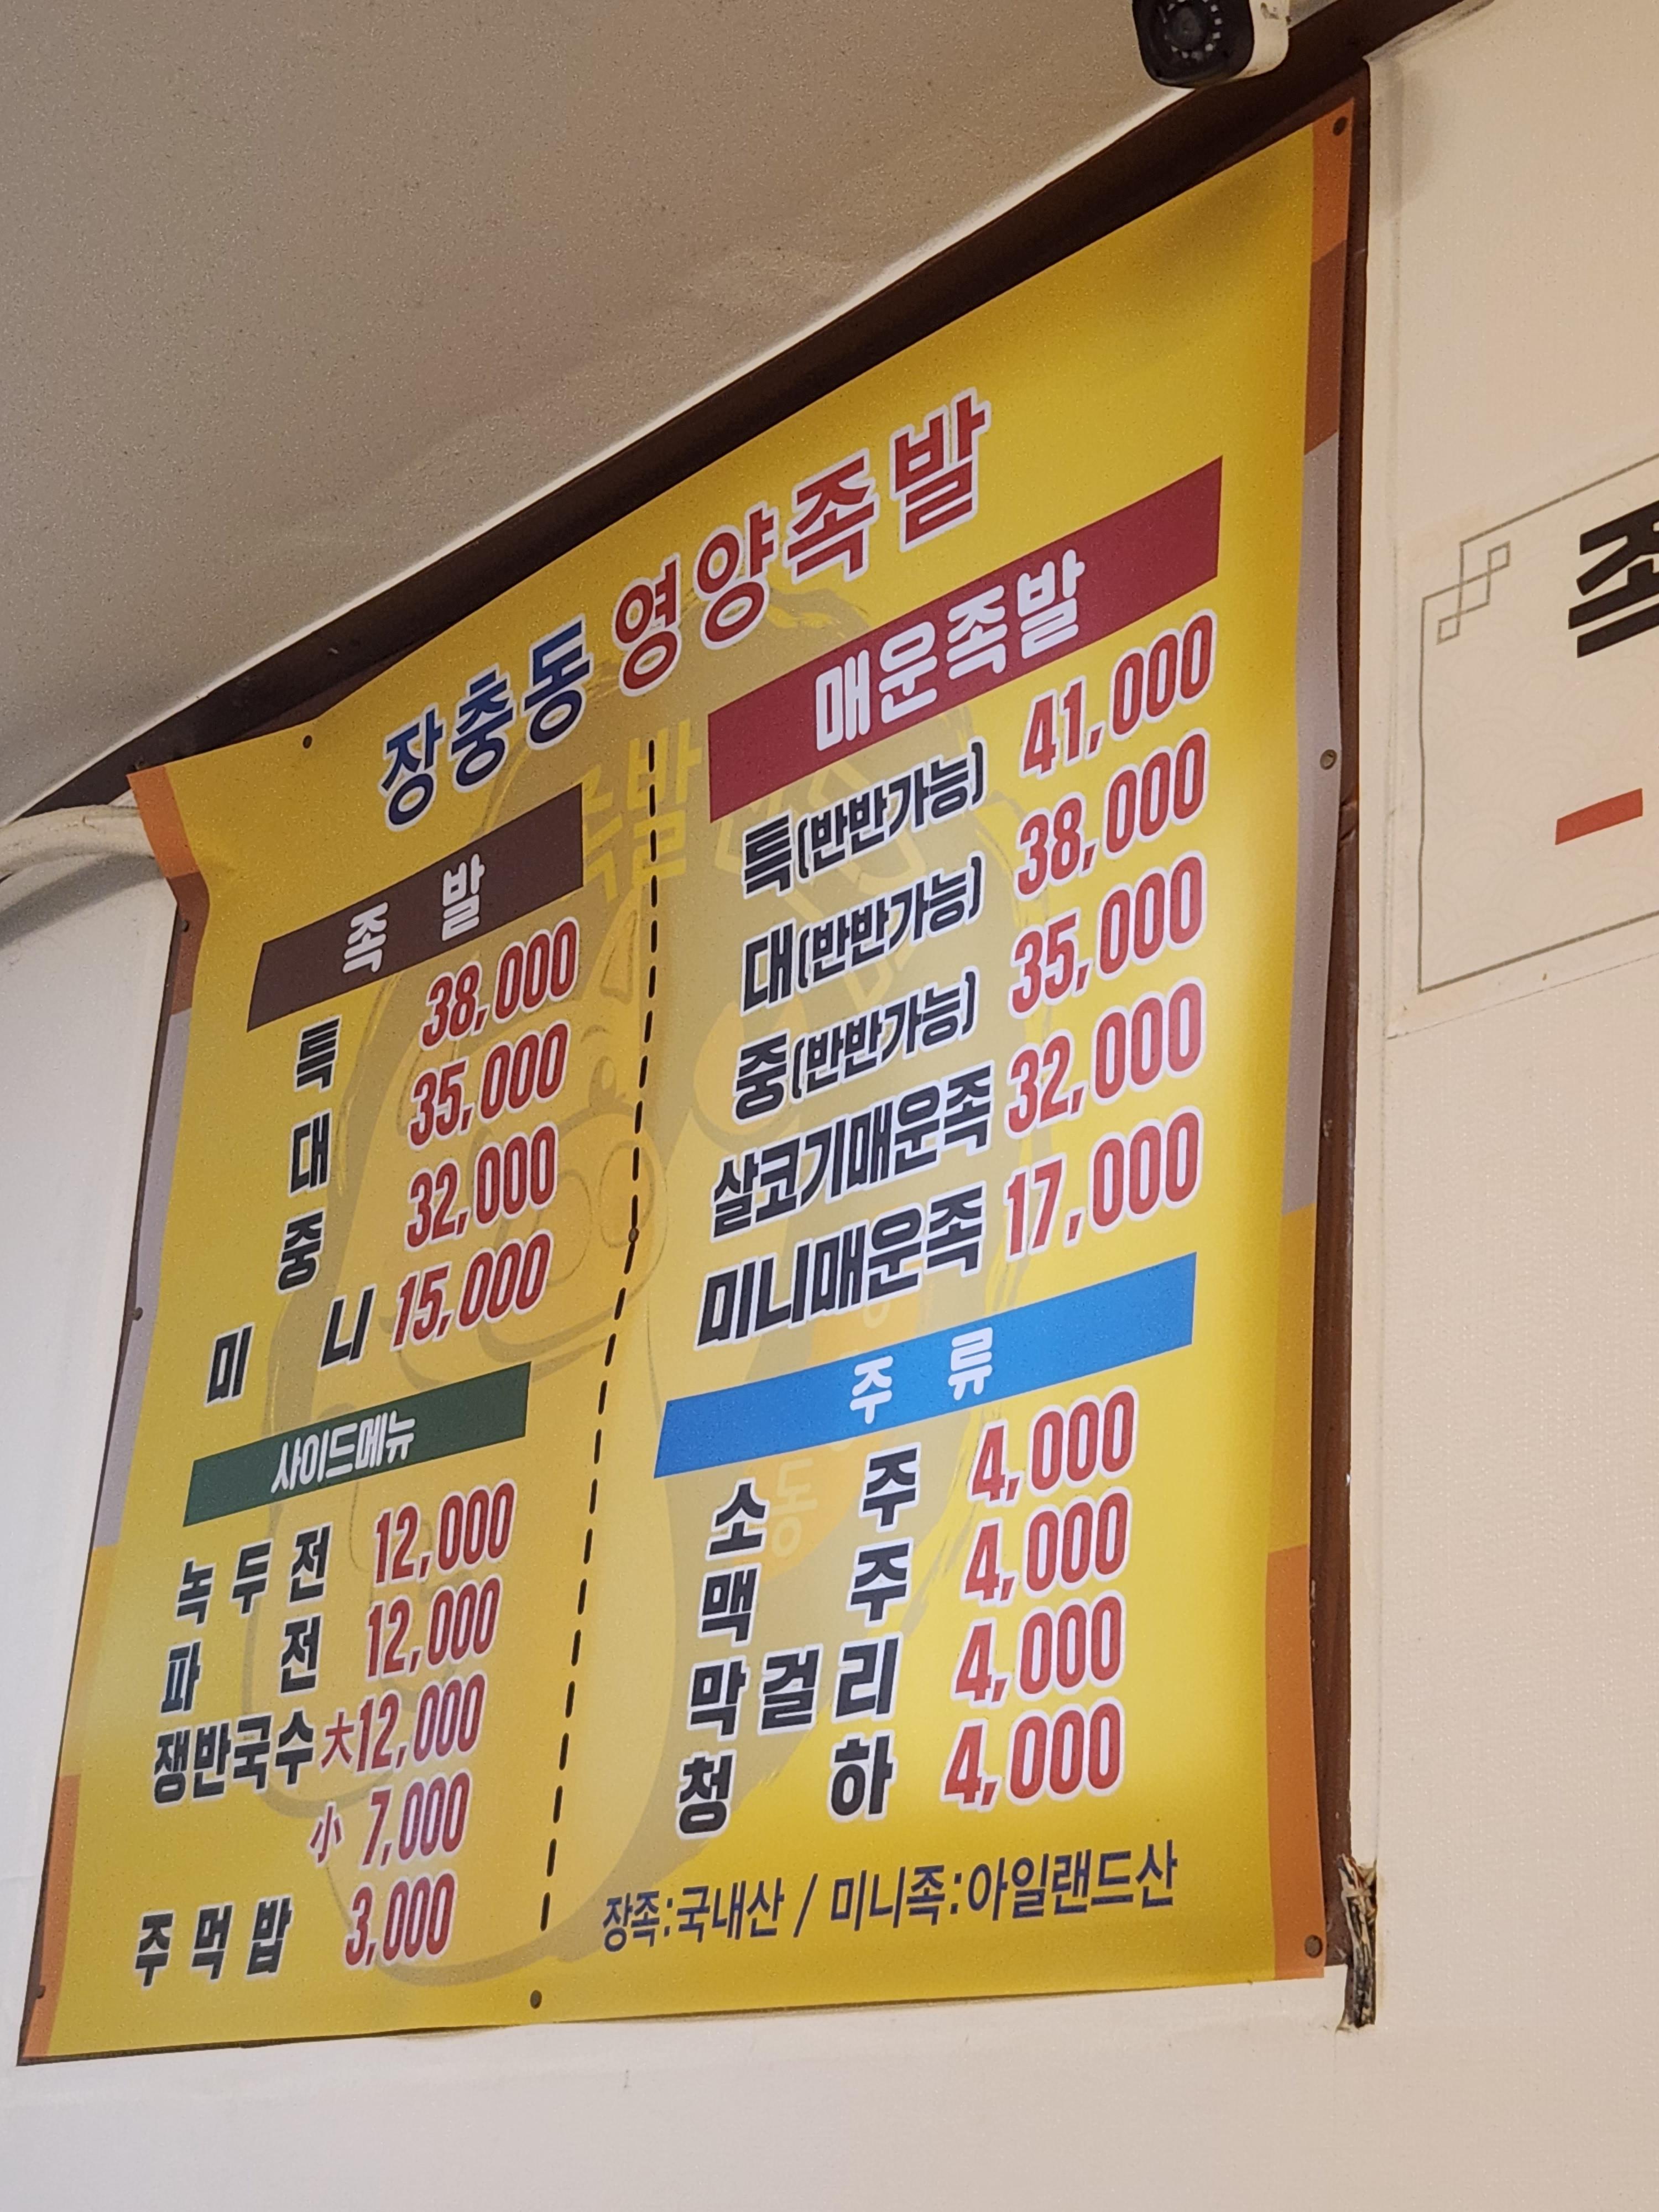 장충동 영양족발
족 발
특 38,000
대 35,000
중 32,000
미 니 15,000
사이드메뉴
녹두전 12,000
파 전 12,000
쟁반국수 大12,000
小 7,000
주먹밥 3,000
매운족발
특(반반가능) 41,000
대(반반가능) 38,000
중(반반가능) 35,000
살코기매운족 32,000
미니매운족 17,000
주 류
소 주 4,000
맥 주 4,000
막걸리 4,000
청 하 4,000
장족:국내산 / 미니족:아일랜드산